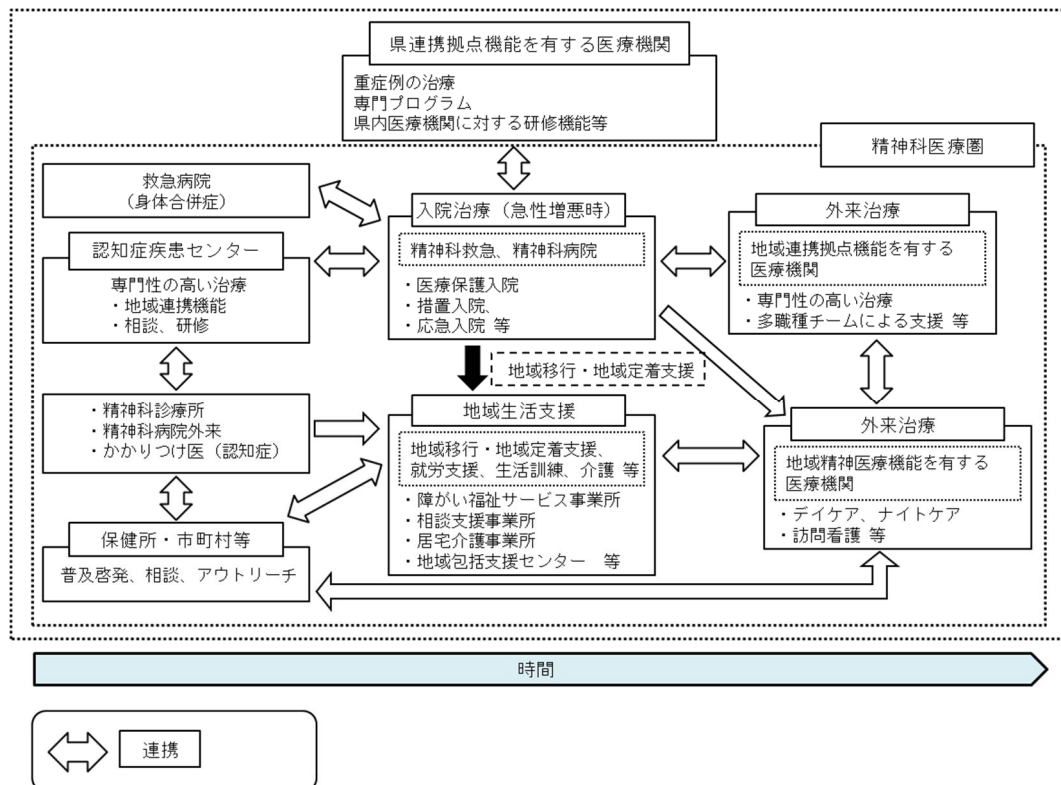 県連携拠点機能を有する医療機関
重症例の治療
専門プログラム
県内医療機関に対する研修機能等
精神科医療圏
救急病院
(身体合併症)
入院治療（急性増悪時）
精神科救急、精神科病院
・医療保護入院
・措置入院、
・応急入院 等
外来治療
地域連携拠点機能を有する
医療機関
・専門性の高い治療
・多職種チームによる支援 等
認知症疾患センター
専門性の高い治療
・地域連携機能
・相談、研修
地域移行・地域定着支援
・精神科診療所
・精神科病院外来
・かかりつけ医（認知症）
地域生活支援
地域移行・地域定着支援、
就労支援、生活訓練、介護 等
・障がい福祉サービス事業所
・相談支援事業所
・居宅介護事業所
・地域包括支援センター 等
外来治療
地域精神医療機能を有する
医療機関
・デイケア、ナイトケア
・訪問看護 等
保健所・市町村等
普及啓発、相談、アウトリーチ
時間
連携